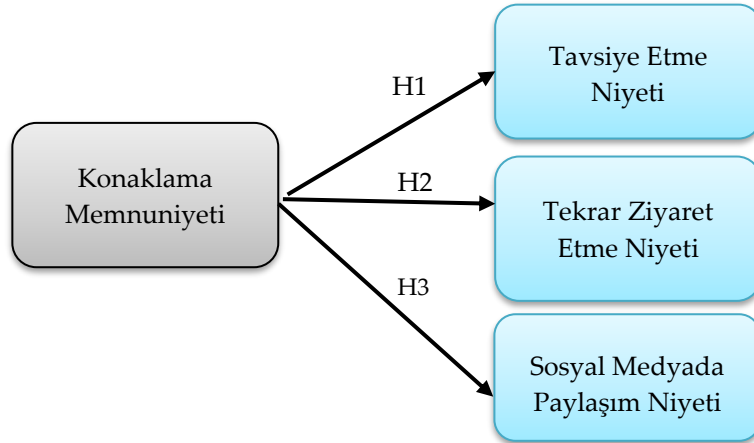 Konaklama
Memnuniyeti
H1
H2
H3
Tavsiye Etme
Niyeti
Tekrar Ziyaret
Etme Niyeti
Sosyal Medyada
Paylaşım Niyeti